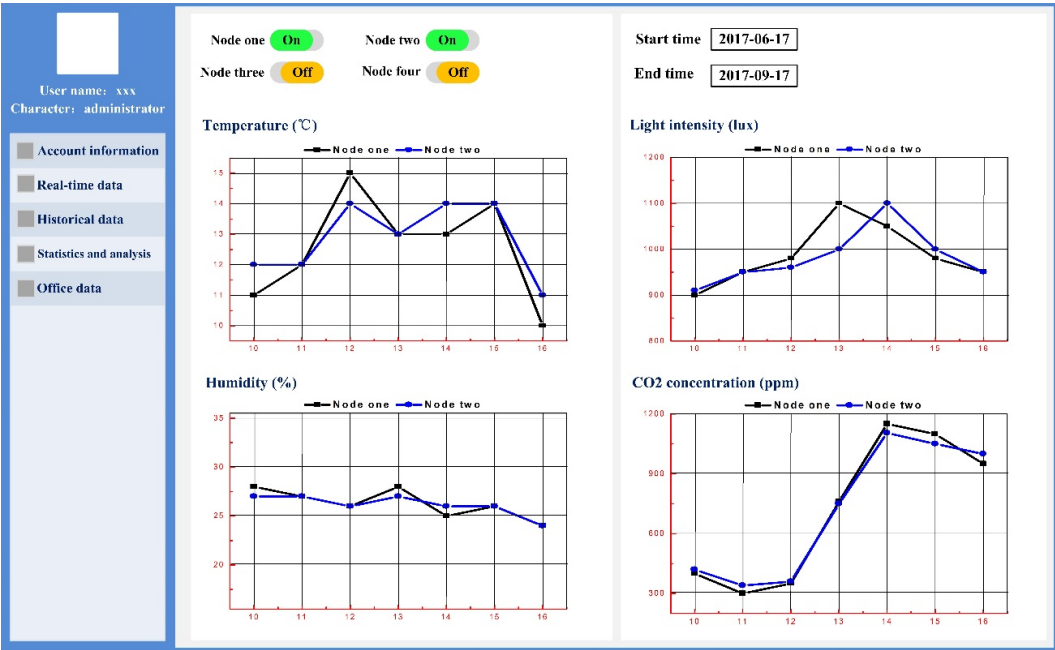 User name: xxx
Character: administrator
Account information
Real-time data
Historical data
Statistics and analysis
Office data
Node one On Node two On
Node three Off Node four Off
Start time 2017-06-17
End time 2017-09-17
Temperature (℃)
Node one Node two
15
14
13
12
11
10
10 11 12 13 14 15 16
Light intensity (lux)
Node one Node two
1200
1100
1000
900
800
10 11 12 13 14 15 16
Humidity (%)
Node one Node two
35
30
25
20
10 11 12 13 14 15 16
CO2 concentration (ppm)
Node one Node two
1200
900
600
300
10 11 12 13 14 15 16